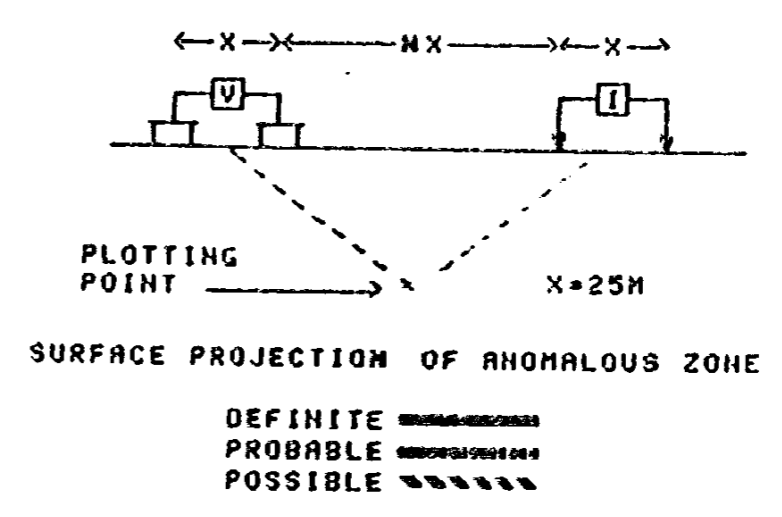 X NX X
V I
PLOTTING
POINT X=25M
SURFACE PROJECTION OF ANOMALOUS ZONE
DEFINITE
PROBABLE
POSSIBLE